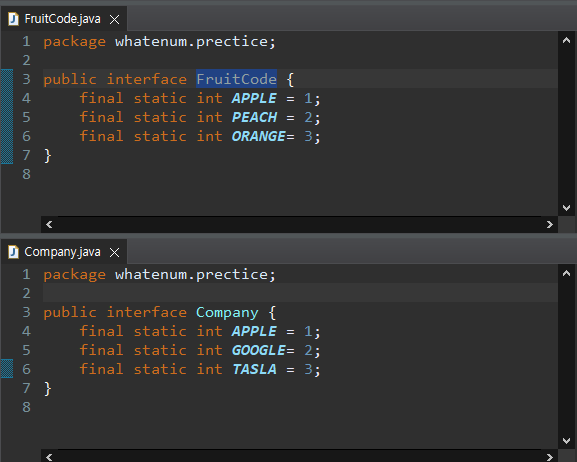 FruitCode.java
1 package whatenum.prectice;
2
3 public interface FruitCode {
4     final static int APPLE = 1;
5     final static int PEACH = 2;
6     final static int ORANGE= 3;
7 }
8
Company.java
1 package whatenum.prectice;
2
3 public interface Company {
4     final static int APPLE = 1;
5     final static int GOOGLE= 2;
6     final static int TASLA = 3;
7 }
8